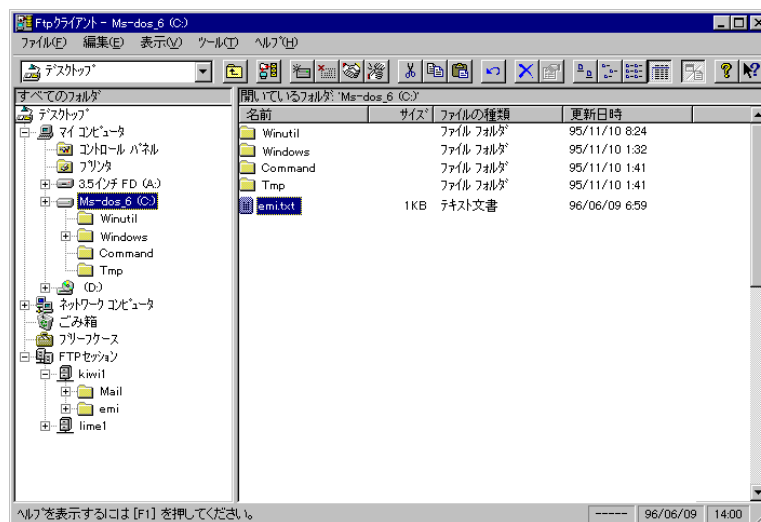 Ftpｸﾗｲｱﾝﾄ - Ms-dos_6 (C:)
ﾌｧｲﾙ(F) 編集(E) 表示(V) ﾂｰﾙ(T) ﾍﾙﾌﾟ(H)
ﾃﾞｽｸﾄｯﾌﾟ
すべてのﾌｫﾙﾀﾞ
開いているﾌｫﾙﾀﾞ: 'Ms-dos_6 (C:)'
ﾃﾞｽｸﾄｯﾌﾟ
ﾏｲ ｺﾝﾋﾟｭｰﾀ
ｺﾝﾄﾛｰﾙ ﾊﾟﾈﾙ
ﾌﾟﾘﾝﾀ
3.5ｲﾝﾁ FD (A:)
Ms-dos_6 (C:)
Winutil
Windows
Command
Tmp
(D:)
ﾈｯﾄﾜｰｸ ｺﾝﾋﾟｭｰﾀ
ごみ箱
ﾌﾞﾘｰﾌｹｰｽ
FTPｾｯｼｮﾝ
kiwi1
Mail
emi
lime1
名前 ｻｲｽﾞ ﾌｧｲﾙの種類 更新日時
Winutil ﾌｧｲﾙ ﾌｫﾙﾀﾞ 95/11/10 8:24
Windows ﾌｧｲﾙ ﾌｫﾙﾀﾞ 95/11/10 1:32
Command ﾌｧｲﾙ ﾌｫﾙﾀﾞ 95/11/10 1:41
Tmp ﾌｧｲﾙ ﾌｫﾙﾀﾞ 95/11/10 1:41
emi.txt 1KB ﾃｷｽﾄ文書 96/06/09 6:59
ﾍﾙﾌﾟを表示するには [F1] を押してください。 ----- 96/06/09 14:00